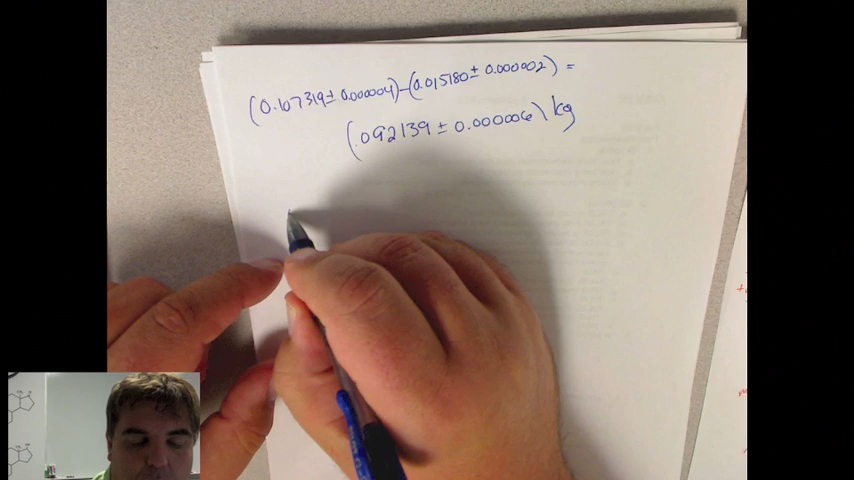 (0.107319 ± 0.000004) - (0.015180 ± 0.000002) =
(.092139 ± 0.000006) kg